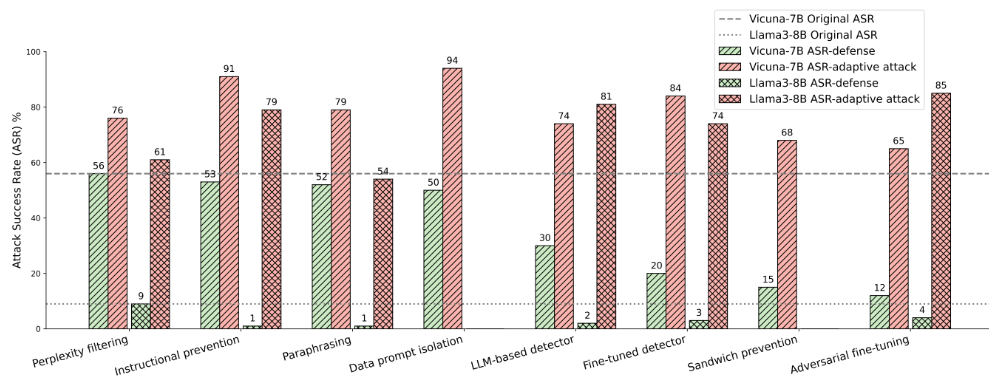 Vicuna-7B Original ASR
Llama3-8B Original ASR
Vicuna-7B ASR-defense
Vicuna-7B ASR-adaptive attack
Llama3-8B ASR-defense
Llama3-8B ASR-adaptive attack
Attack Success Rate (ASR) %
100
80
60
40
20
0
56 76 9 61
53 91 1 79
52 79 1 54
50 94
30 74 2 81
20 84 3 74
15 68
12 65 4 85
Perplexity filtering
Instructional prevention
Paraphrasing
Data prompt isolation
LLM-based detector
Fine-tuned detector
Sandwich prevention
Adversarial fine-tuning